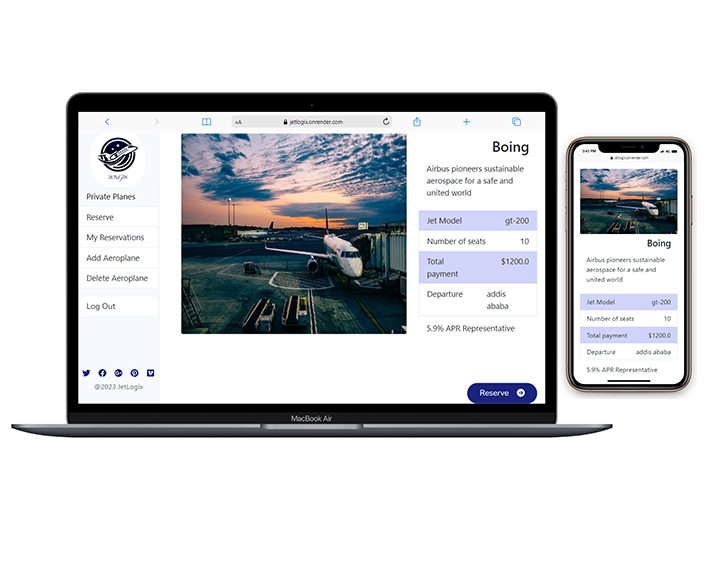 AA
jetlogix.onrender.com
JETLOGIX
Private Planes
Reserve
My Reservations
Add Aeroplane
Delete Aeroplane
Log Out
@2023 JetLogix
Boing
Airbus pioneers sustainable
aerospace for a safe and
united world
Jet Model gt-200
Number of seats 10
Total
payment $1200.0
Departure addis
ababa
5.9% APR Representative
Reserve
MacBook Air
2:41 PM 4G
jetlogix.onrender.com
Boing
Airbus pioneers sustainable
aerospace for a safe and
united world
Jet Model gt-200
Number of seats 10
Total payment $1200.0
Departure addis ababa
5.9% APR Representative